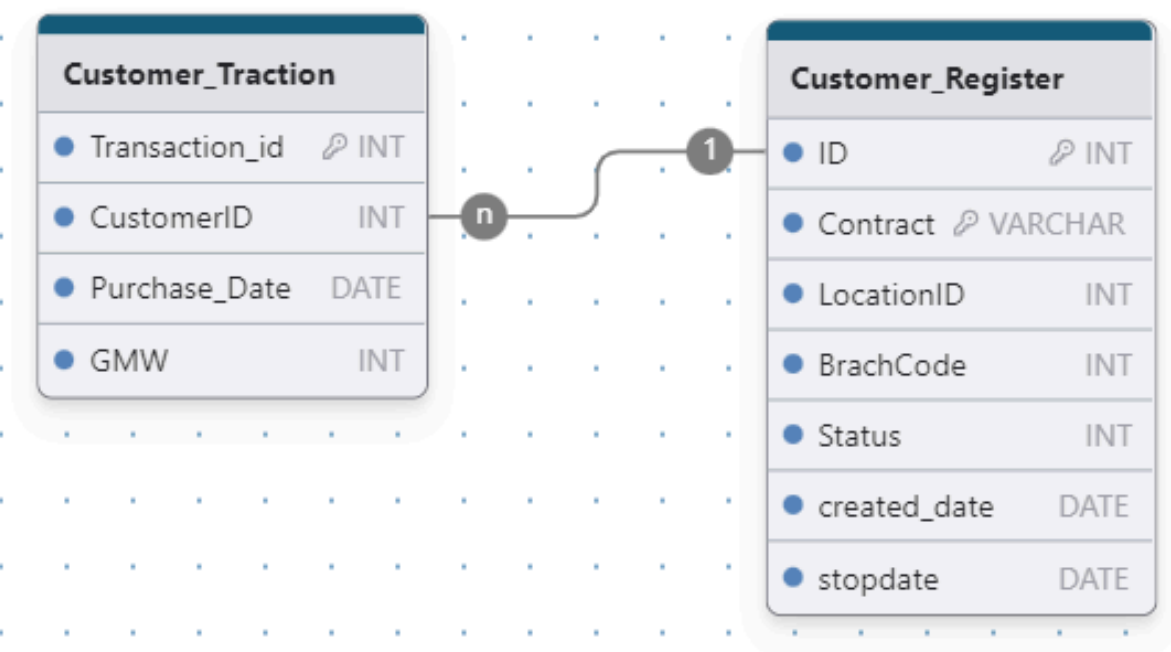 Customer_Traction
Transaction_id INT
CustomerID INT
Purchase_Date DATE
GMW INT
n
1
Customer_Register
ID INT
Contract VARCHAR
LocationID INT
BrachCode INT
Status INT
created_date DATE
stopdate DATE